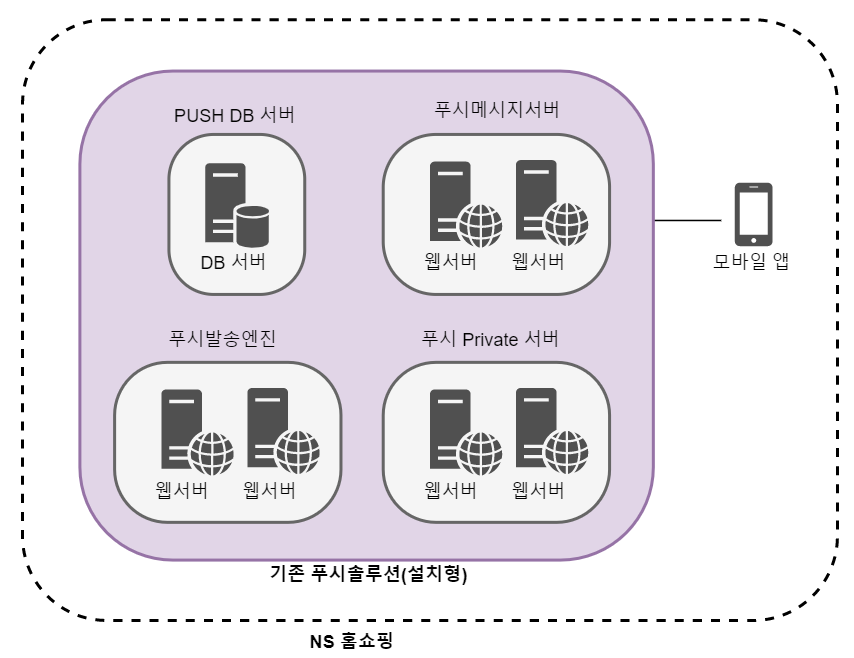 PUSH DB 서버
푸시메시지서버
DB 서버
웹서버
웹서버
모바일 앱
푸시발송엔진
푸시 Private 서버
웹서버
웹서버
웹서버
웹서버
기존 푸시솔루션(설치형)
NS 홈쇼핑